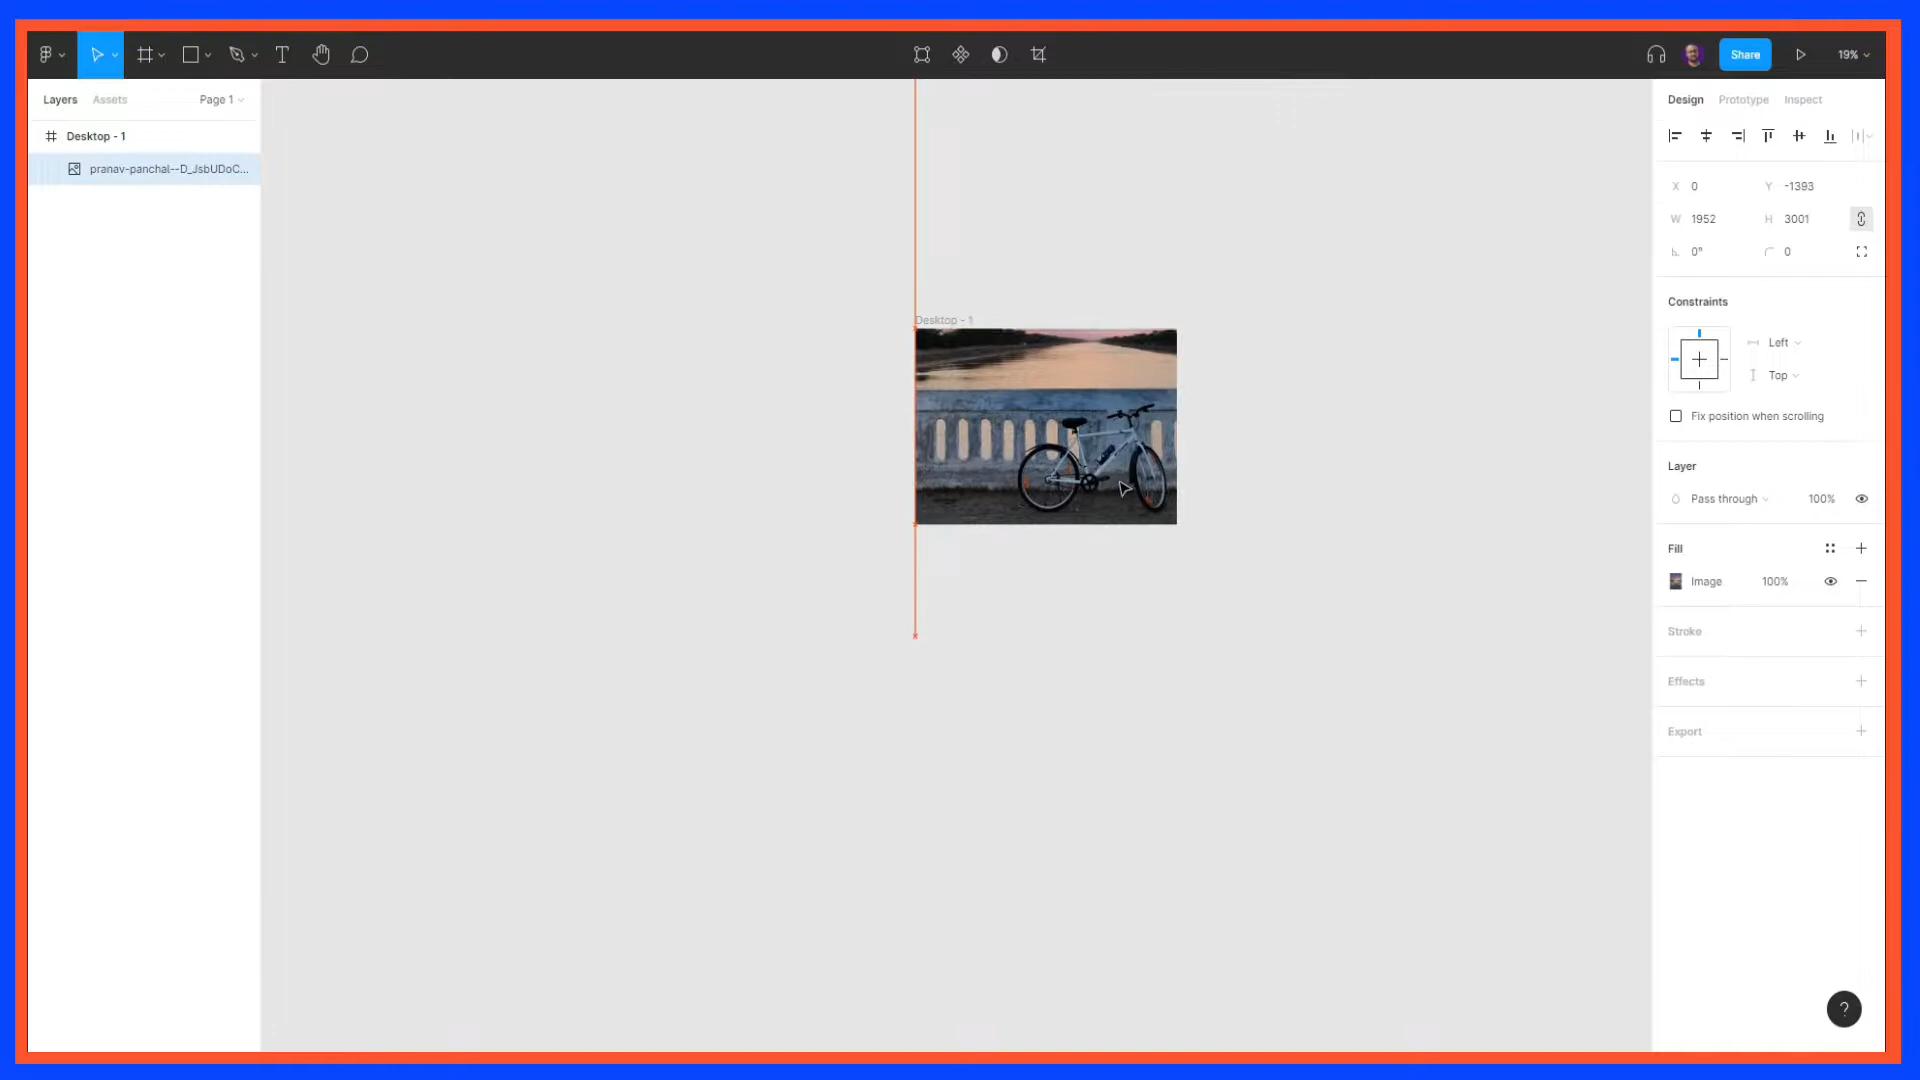 Share
19%
Layers
Assets
Page 1
Design
Prototype
Inspect
Desktop - 1
pranav-panchal--D_JsbUDoC...
X 0
Y -1393
W 1952
H 3001
0°
0
Constraints
Desktop - 1
Left
Top
Fix position when scrolling
Layer
Pass through
100%
Fill
Image
100%
Stroke
Effects
Export
?